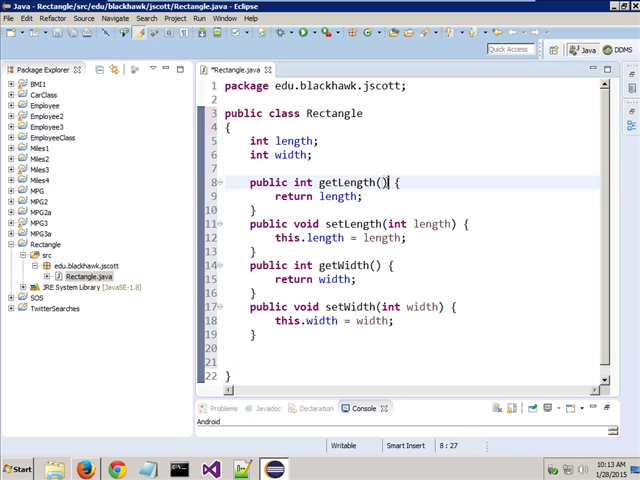 Java - Rectangle/src/edu/blackhawk/jscott/Rectangle.java - Eclipse
File Edit Refactor Source Navigate Search Project Run Window Help
Quick Access
Java
DDMS
Package Explorer
BMI1
CarClass
Employee
Employee2
Employee3
EmployeeClass
Miles1
Miles2
Miles3
Miles4
MPG
MPG2
MPG2a
MPG3
MPG3a
Rectangle
src
edu.blackhawk.jscott
Rectangle.java
JRE System Library [JavaSE-1.8]
SOS
TwitterSearches
*Rectangle.java
1 package edu.blackhawk.jscott;
2
3 public class Rectangle
4 {
5 int length;
6 int width;
7
8 public int getLength() {
9 return length;
10 }
11 public void setLength(int length) {
12 this.length = length;
13 }
14 public int getWidth() {
15 return width;
16 }
17 public void setWidth(int width) {
18 this.width = width;
19 }
20
21
22 }
Problems Javadoc Declaration Console
Android
Writable Smart Insert 8 : 27
Start
10:13 AM
1/28/2015